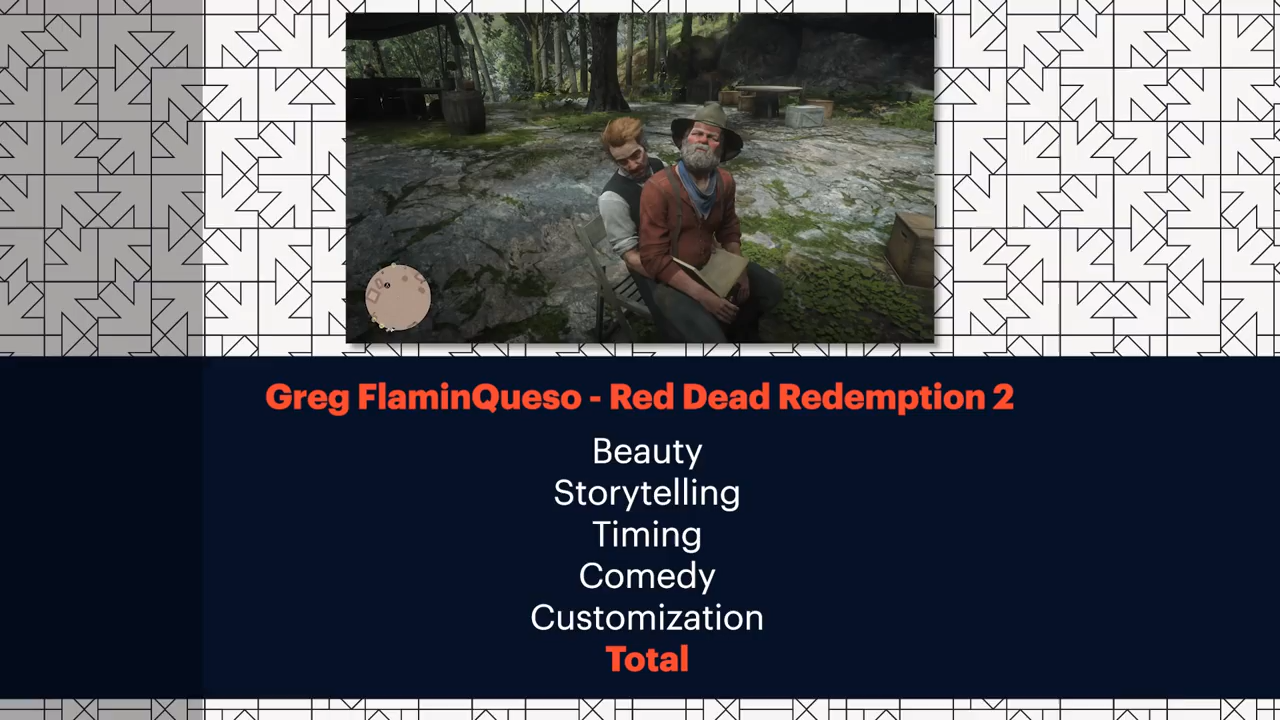 Greg FlaminQueso - Red Dead Redemption 2
Beauty
Storytelling
Timing
Comedy
Customization
Total